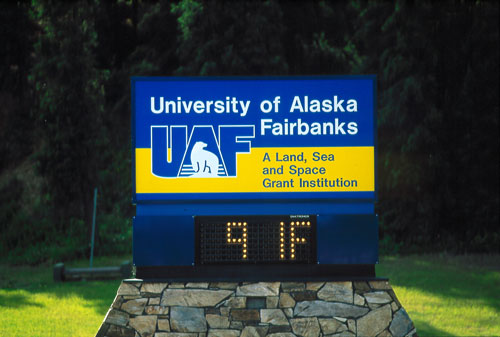 University of Alaska
Fairbanks
UAF
A Land, Sea
and Space
Grant Institution
91F